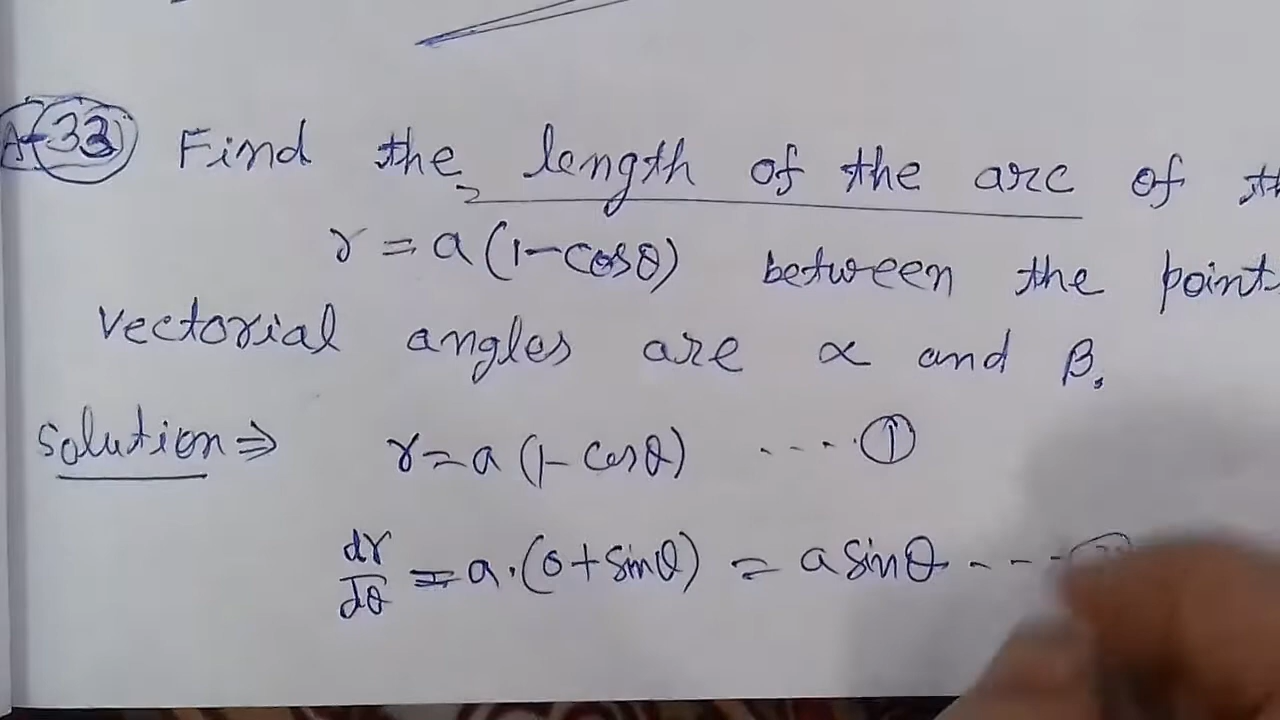 A-33 Find the length of the arc of
r = a (1-cosθ) between the point
vectorial angles are α and β.
Solution ⇒ r = a (1- cosθ) ---- ①
dr/dθ = a·(0+sinθ) = a sinθ ---